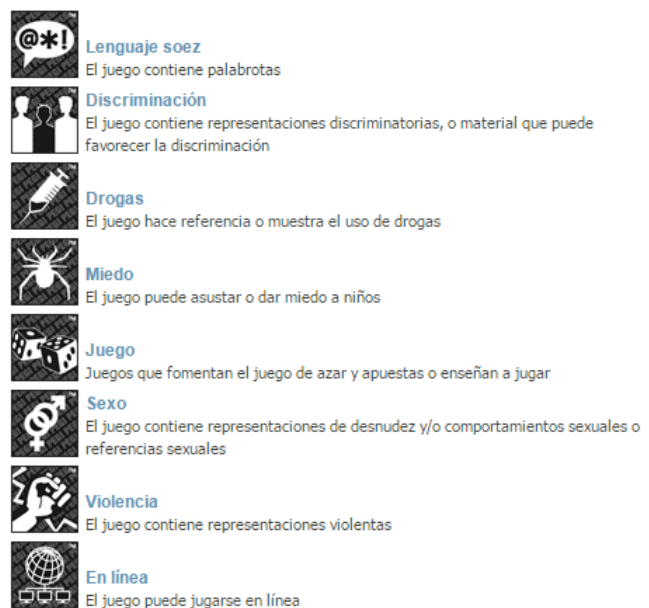 @*!
Lenguaje soez
El juego contiene palabrotas
Discriminación
El juego contiene representaciones discriminatorias, o material que puede
favorecer la discriminación
Drogas
El juego hace referencia o muestra el uso de drogas
Miedo
El juego puede asustar o dar miedo a niños
Juego
Juegos que fomentan el juego de azar y apuestas o enseñan a jugar
Sexo
El juego contiene representaciones de desnudez y/o comportamientos sexuales o
referencias sexuales
Violencia
El juego contiene representaciones violentas
En línea
El juego puede jugarse en línea